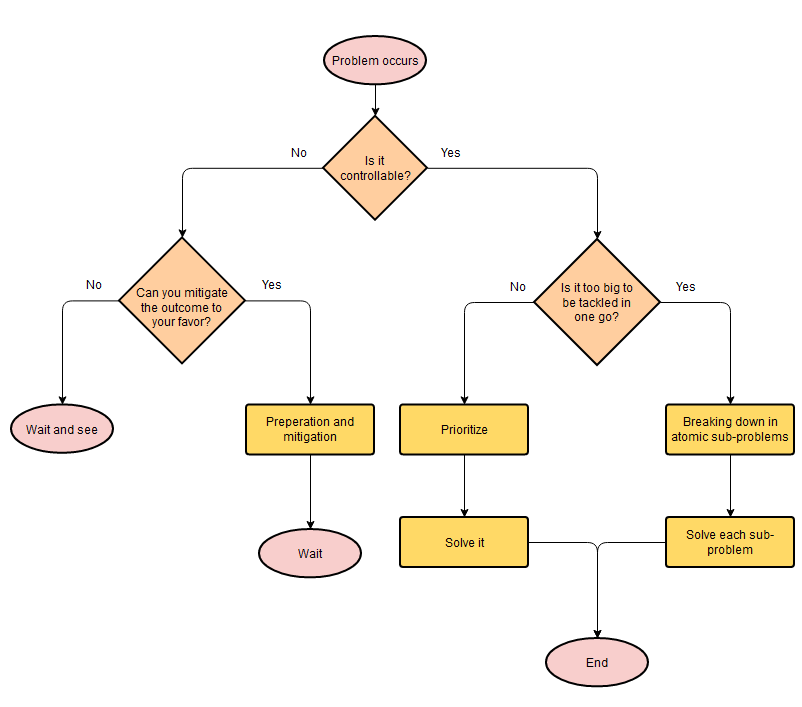 Problem occurs
Is it
controllable?
No
Yes
Can you mitigate
the outcome to
your favor?
No
Yes
Is it too big to
be tackled in
one go?
No
Yes
Wait and see
Preperation and
mitigation
Prioritize
Breaking down in
atomic sub-problems
Wait
Solve it
Solve each sub-
problem
End